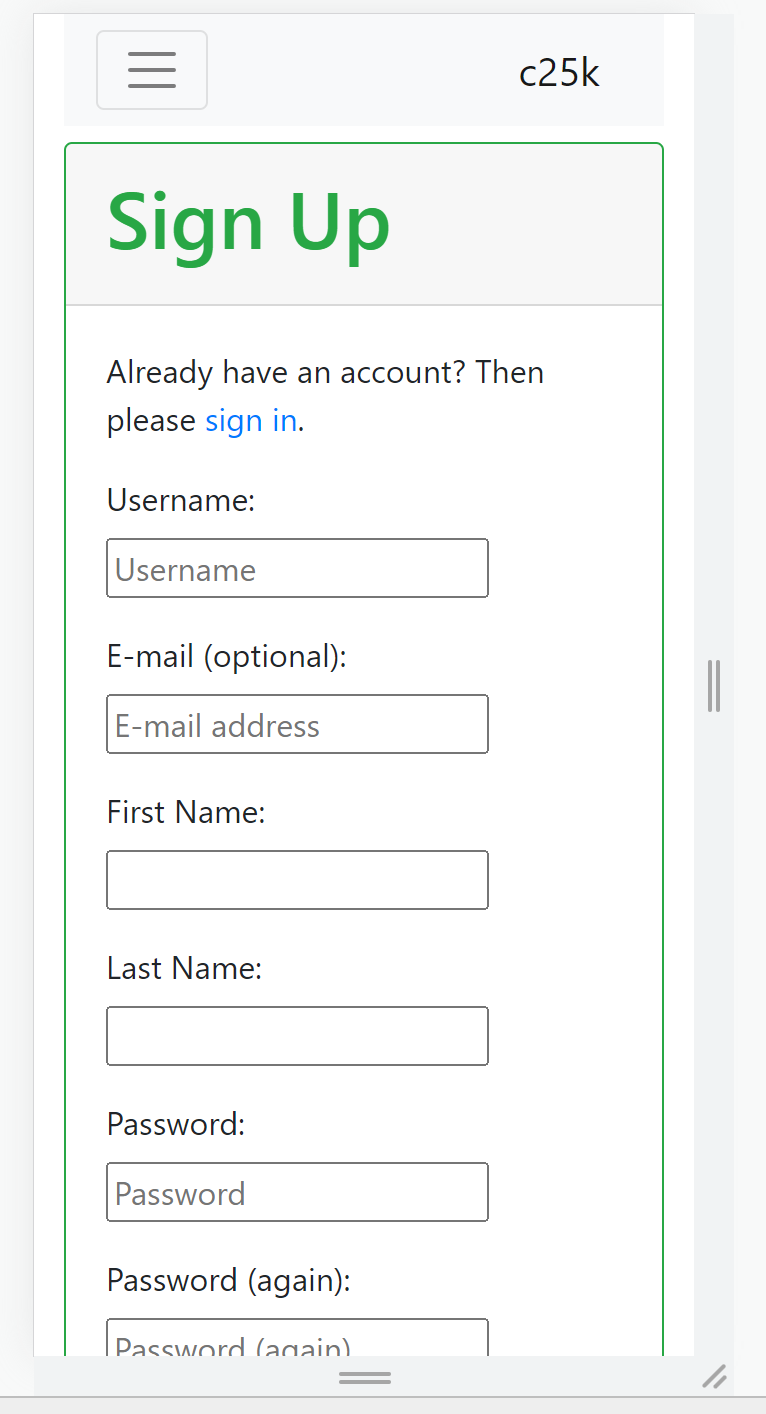 c25k
Sign Up
Already have an account? Then
please sign in.
Username:
Username
E-mail (optional):
E-mail address
First Name:
Last Name:
Password:
Password
Password (again):
Password (again)